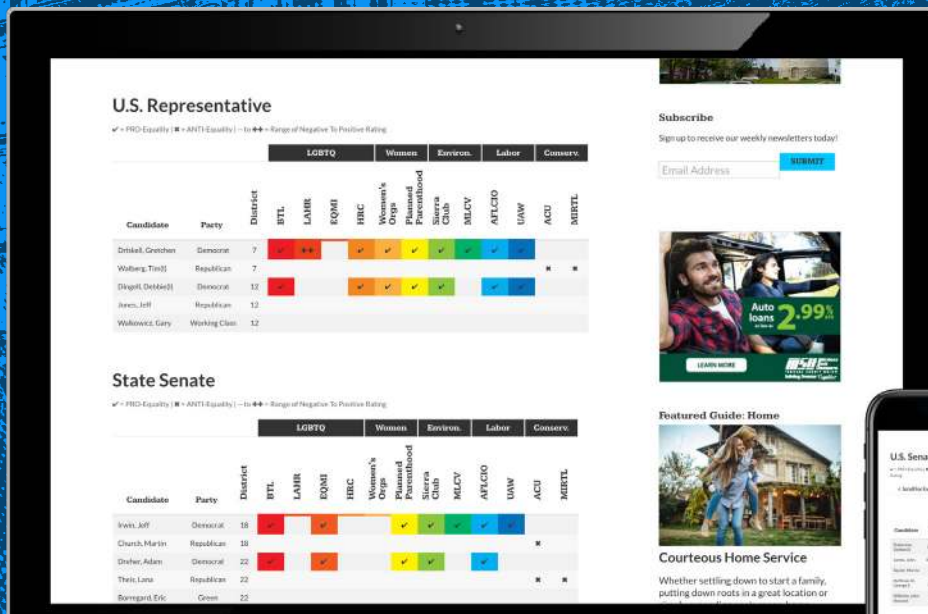 U.S. Representative
✔ = PRO-Equality | ✖ = ANTI-Equality | -- to ✚✚ = Range of Negative To Positive Rating
LGBTQ Women Environ. Labor Conserv.
Candidate Party District BTL LAHR EQMI HRC Women's Orgs Planned Parenthood Sierra Club MLCV AFLCIO UAW ACU MIRTL
Driskell, Gretchen Democrat 7 ✔ ✚✚ ✔ ✔ ✔ ✔ ✔ ✔ ✔
Walberg, Tim(I) Republican 7 ✖ ✖
Dingell, Debbie(I) Democrat 12 ✔ ✔ ✔ ✔ ✔ ✔ ✔
Jones, Jeff Republican 12
Walkowicz, Gary Working Class 12
State Senate
✔ = PRO-Equality | ✖ = ANTI-Equality | -- to ✚✚ = Range of Negative To Positive Rating
LGBTQ Women Environ. Labor Conserv.
Candidate Party District BTL LAHR EQMI HRC Women's Orgs Planned Parenthood Sierra Club MLCV AFLCIO UAW ACU MIRTL
Irwin, Jeff Democrat 18 ✔ ✔ ✔ ✔ ✔ ✔ ✔
Church, Martin Republican 18 ✖
Dreher, Adam Democrat 22 ✔ ✔ ✔ ✔ ✔
Theis, Lana Republican 22 ✖ ✖
Borregard, Eric Green 22
Subscribe
Sign up to receive our weekly newsletters today!
Email Address SUBMIT
Auto loans 2.99%
LEARN MORE
Featured Guide: Home
Courteous Home Service
Whether settling down to start a family,
putting down roots in a great location or
U.S. Sena
Candidate